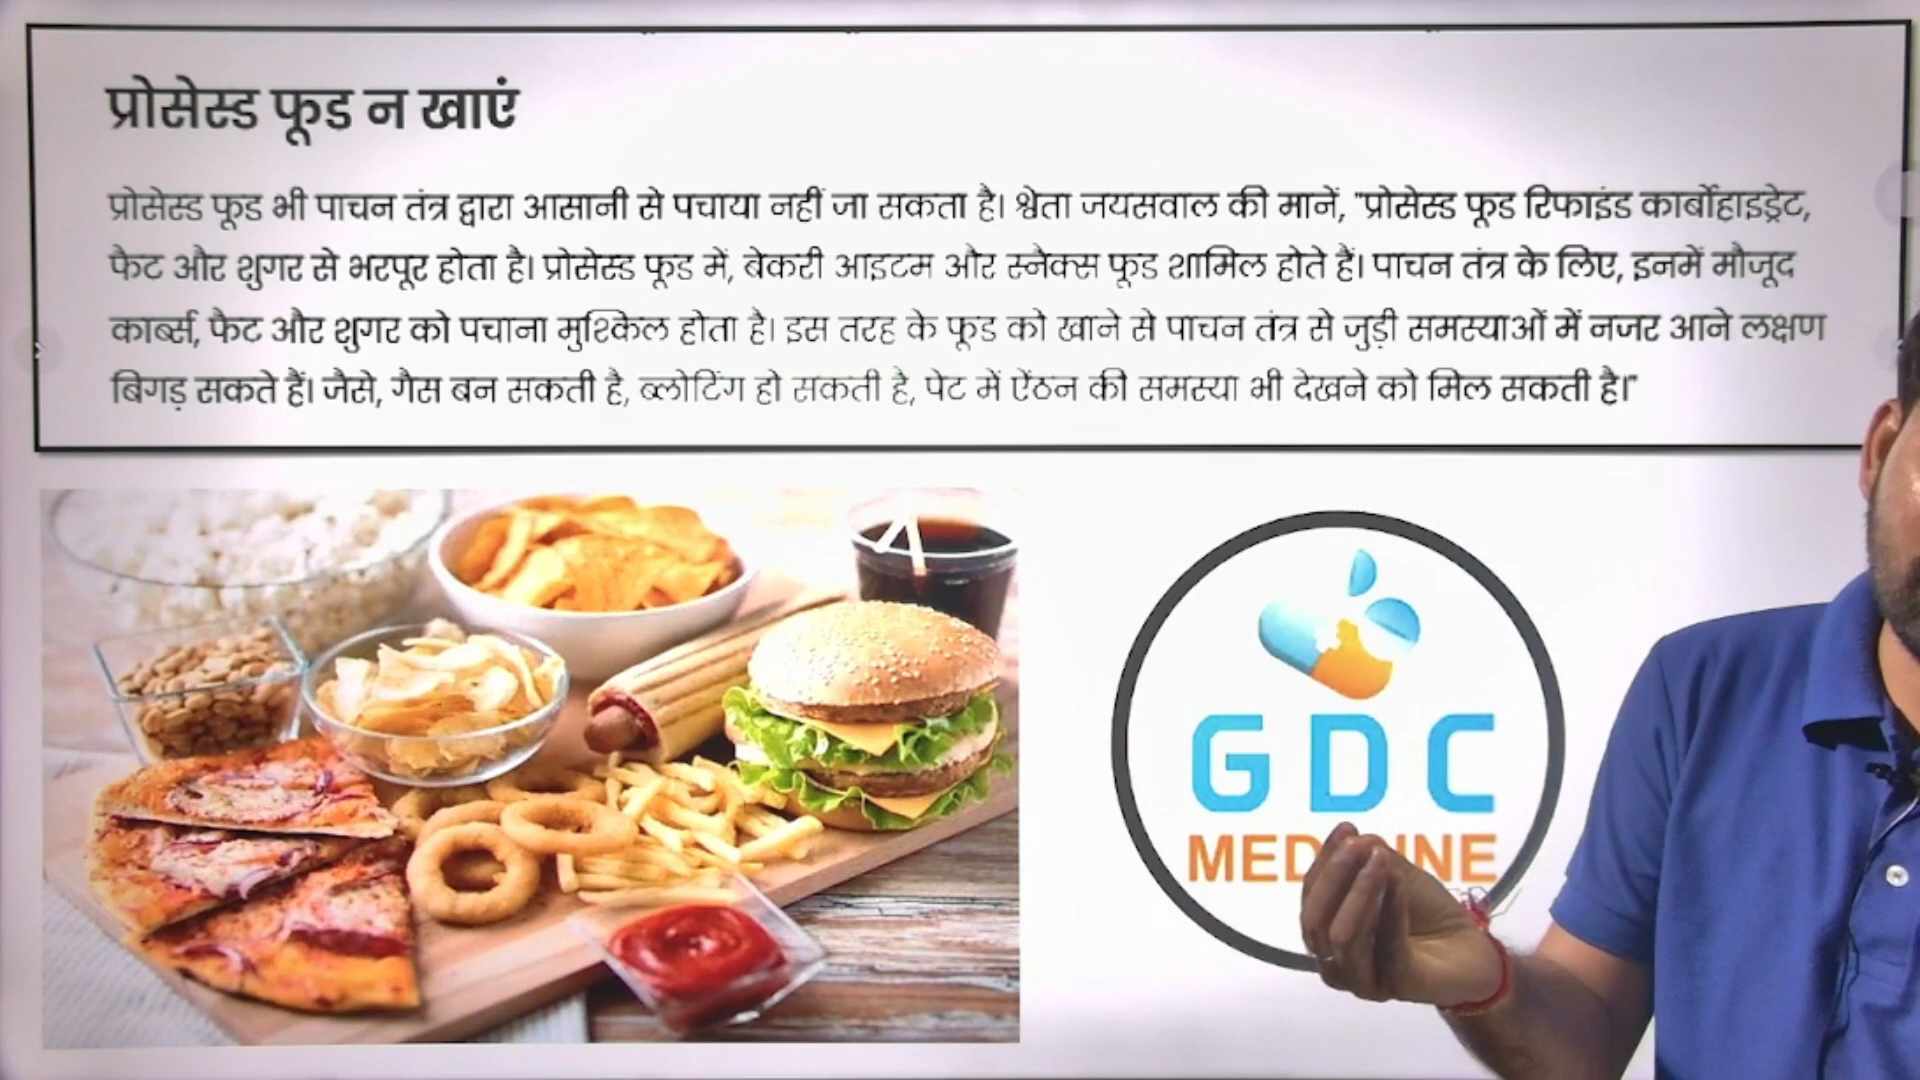 प्रोसेस्ड फूड न खाएं
प्रोसेस्ड फूड भी पाचन तंत्र द्वारा आसानी से पचाया नहीं जा सकता है। श्वेता जयसवाल की मानें, "प्रोसेस्ड फूड रिफाइंड कार्बोहाइड्रेट,
फैट और शुगर से भरपूर होता है। प्रोसेस्ड फूड में, बेकरी आइटम और स्नैक्स फूड शामिल होते हैं। पाचन तंत्र के लिए, इनमें मौजूद
कार्ब्स, फैट और शुगर को पचाना मुश्किल होता है। इस तरह के फूड को खाने से पाचन तंत्र से जुड़ी समस्याओं में नजर आने लक्षण
बिगड़ सकते हैं। जैसे, गैस बन सकती है, ब्लोटिंग हो सकती है, पेट में ऐंठन की समस्या भी देखने को मिल सकती है।"
GDC